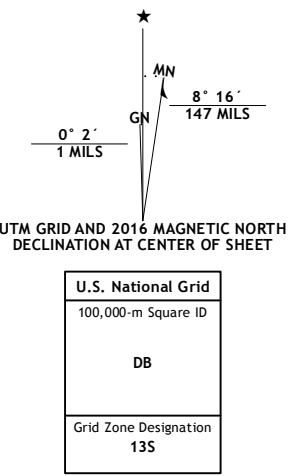 ★
MN
8° 16´
147 MILS
GN
0° 2´
1 MILS
UTM GRID AND 2016 MAGNETIC NORTH
DECLINATION AT CENTER OF SHEET
U.S. National Grid
100,000-m Square ID
DB
Grid Zone Designation
13S